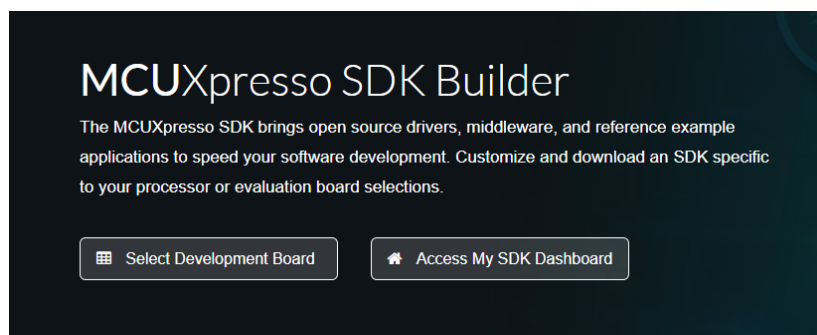 MCUXpresso SDK Builder
The MCUXpresso SDK brings open source drivers, middleware, and reference example
applications to speed your software development. Customize and download an SDK specific
to your processor or evaluation board selections.
Select Development Board
Access My SDK Dashboard